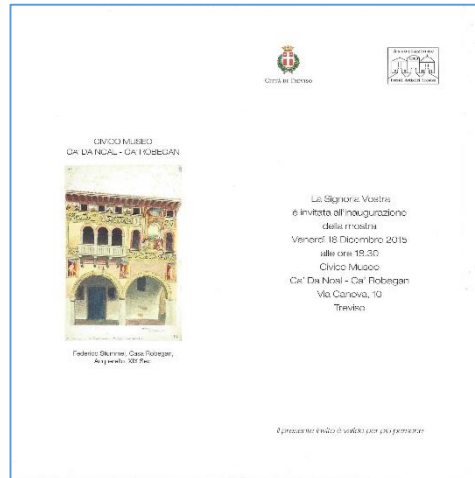 CITTÀ DI TREVISO
CIVICO MUSEO
CA' DA NOAL - CA' ROBEGAN
Federico Stummel, Casa Robegan,
Acquerello, XIX Sec.
La Signoria Vostra
è invitata all'inaugurazione
della mostra
Venerdì 18 Dicembre 2015
alle ore 18.30
Civico Museo
Ca' Da Noal - Ca' Robegan
Via Canova, 10
Treviso
Il presente invito è valido per più persone